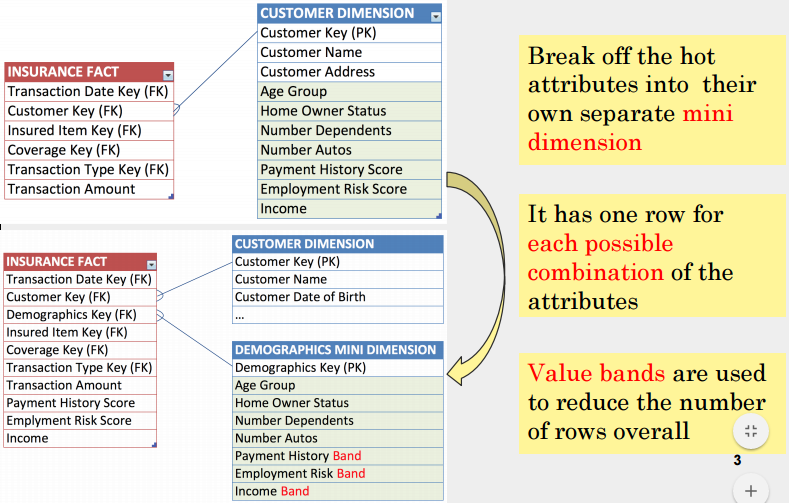 INSURANCE FACT
Transaction Date Key (FK)
Customer Key (FK)
Insured Item Key (FK)
Coverage Key (FK)
Transaction Type Key (FK)
Transaction Amount
CUSTOMER DIMENSION
Customer Key (PK)
Customer Name
Customer Address
Age Group
Home Owner Status
Number Dependents
Number Autos
Payment History Score
Employment Risk Score
Income
INSURANCE FACT
Transaction Date Key (FK)
Customer Key (FK)
Demographics Key (FK)
Insured Item Key (FK)
Coverage Key (FK)
Transaction Type Key (FK)
Transaction Amount
Payment History Score
Emplyment Risk Score
Income
CUSTOMER DIMENSION
Customer Key (PK)
Customer Name
Customer Date of Birth
...
DEMOGRAPHICS MINI DIMENSION
Demographics Key (PK)
Age Group
Home Owner Status
Number Dependents
Number Autos
Payment History Band
Employment Risk Band
Income Band
Break off the hot
attributes into their
own separate mini
dimension
It has one row for
each possible
combination of the
attributes
Value bands are used
to reduce the number
of rows overall
3